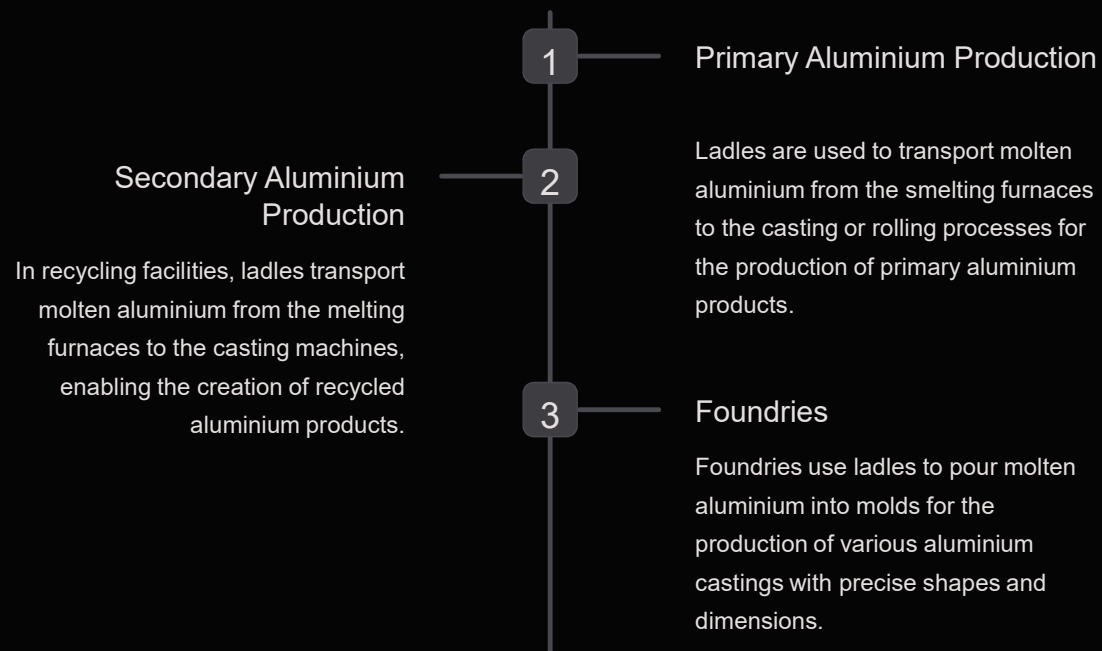 1
Primary Aluminium Production
Ladles are used to transport molten
aluminium from the smelting furnaces
to the casting or rolling processes for
the production of primary aluminium
products.
2
Secondary Aluminium
Production
In recycling facilities, ladles transport
molten aluminium from the melting
furnaces to the casting machines,
enabling the creation of recycled
aluminium products.
3
Foundries
Foundries use ladles to pour molten
aluminium into molds for the
production of various aluminium
castings with precise shapes and
dimensions.